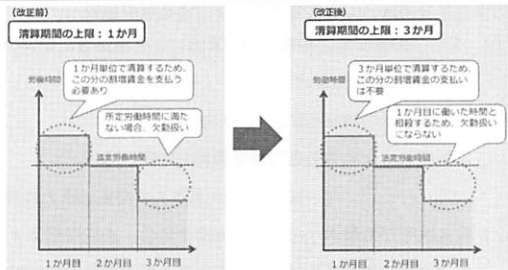 (改正前)
清算期間の上限:1か月
労働時間
1か月単位で清算するため、
この分の割増賃金を支払う
必要あり
所定労働時間に満た
ない場合、欠勤扱い
法定労働時間
1か月目 2か月目 3か月目
(改正後)
清算期間の上限:3か月
労働時間
3か月単位で清算するため、
この分の割増賃金の支払い
は不要
1か月目に働いた時間と
相殺するため、欠勤扱い
にならない
法定労働時間
1か月目 2か月目 3か月目